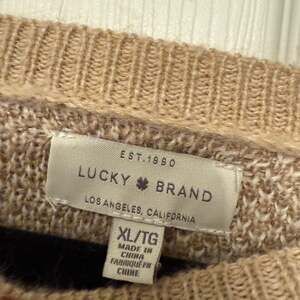 EST. 1990
LUCKY ♣ BRAND
LOS ANGELES, CALIFORNIA
XL/TG
MADE IN
CHINA
FABRIQUÉ EN
CHINE